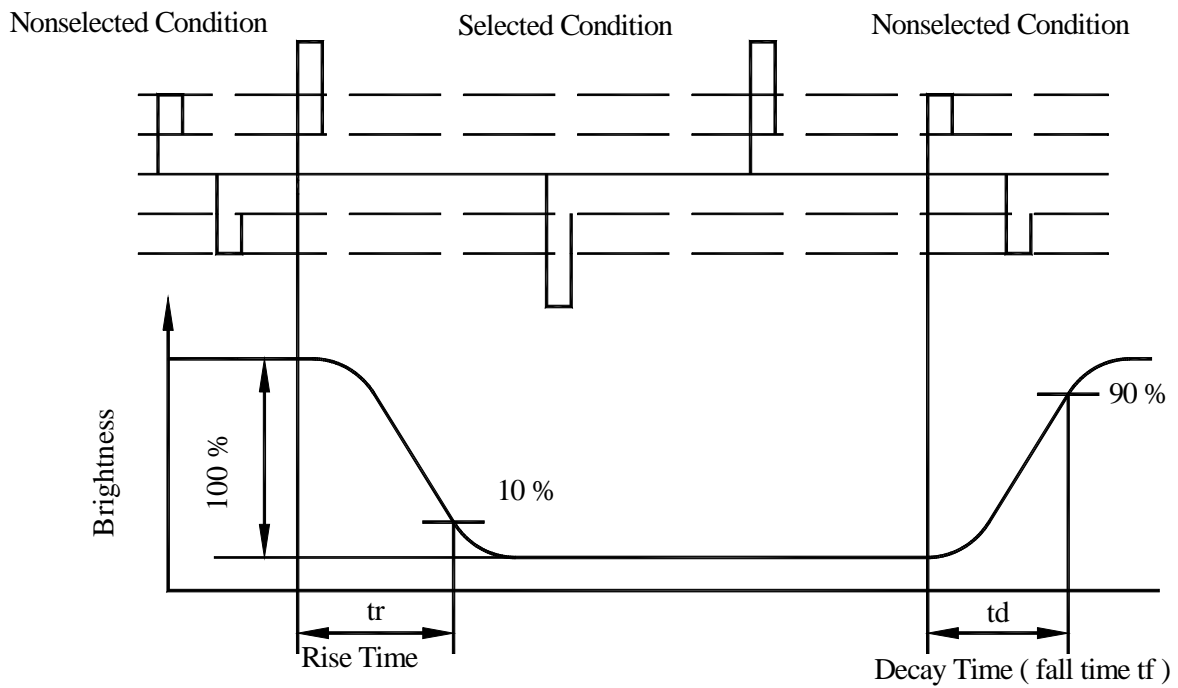 Nonselected Condition
Selected Condition
Nonselected Condition
Brightness
100 %
10 %
90 %
tr
Rise Time
td
Decay Time ( fall time tf )